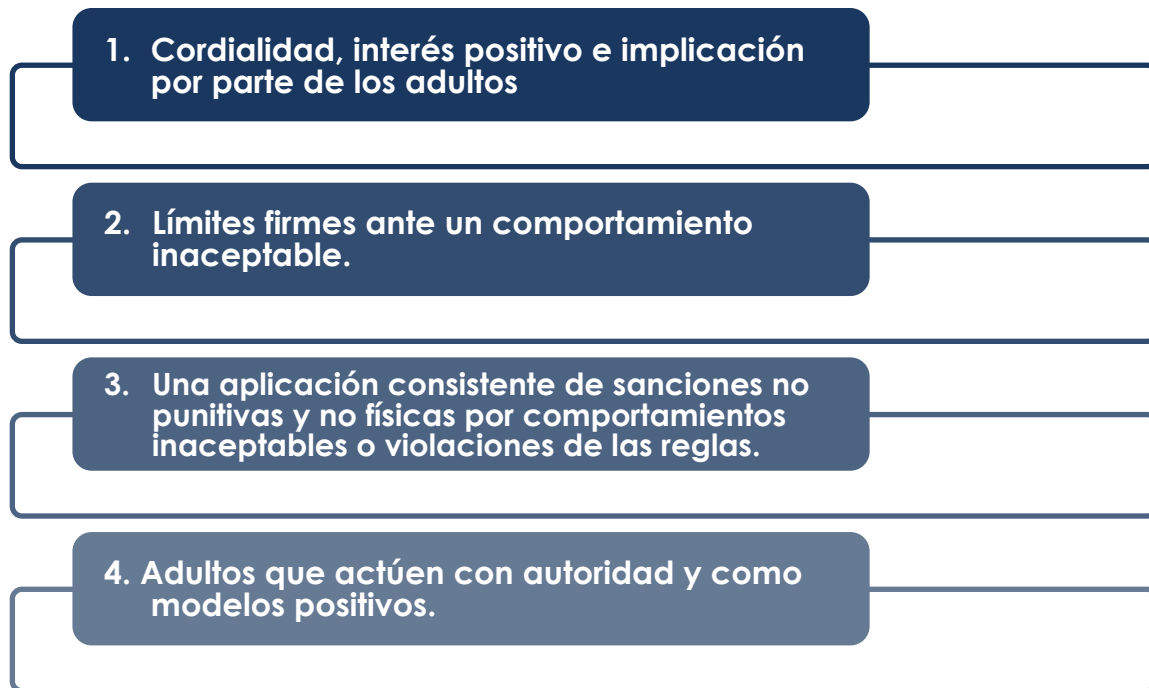 1. Cordialidad, interés positivo e implicación
por parte de los adultos
2. Límites firmes ante un comportamiento
inaceptable.
3. Una aplicación consistente de sanciones no
punitivas y no físicas por comportamientos
inaceptables o violaciones de las reglas.
4. Adultos que actúen con autoridad y como
modelos positivos.